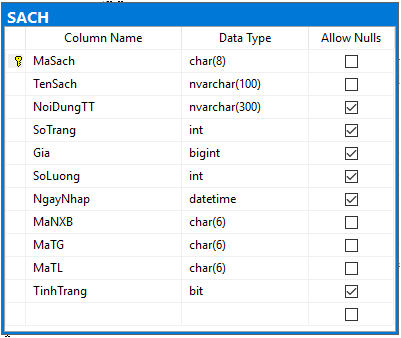 SACH
Column Name Data Type Allow Nulls
MaSach char(8)
TenSach nvarchar(100)
NoiDungTT nvarchar(300)
SoTrang int
Gia bigint
SoLuong int
NgayNhap datetime
MaNXB char(6)
MaTG char(6)
MaTL char(6)
TinhTrang bit